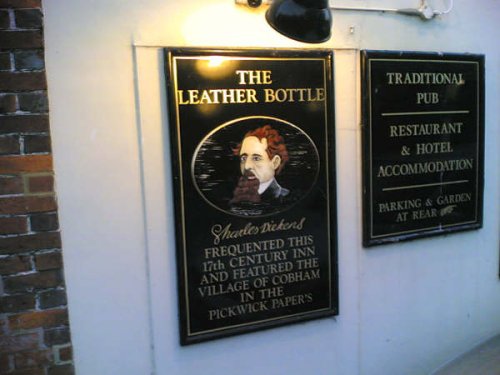 THE
LEATHER BOTTLE
Charles Dickens
FREQUENTED THIS
17th CENTURY INN
AND FEATURED THE
VILLAGE OF COBHAM
IN THE
PICKWICK PAPER'S
TRADITIONAL
PUB
RESTAURANT
& HOTEL
ACCOMMODATION
PARKING & GARDEN
AT REAR